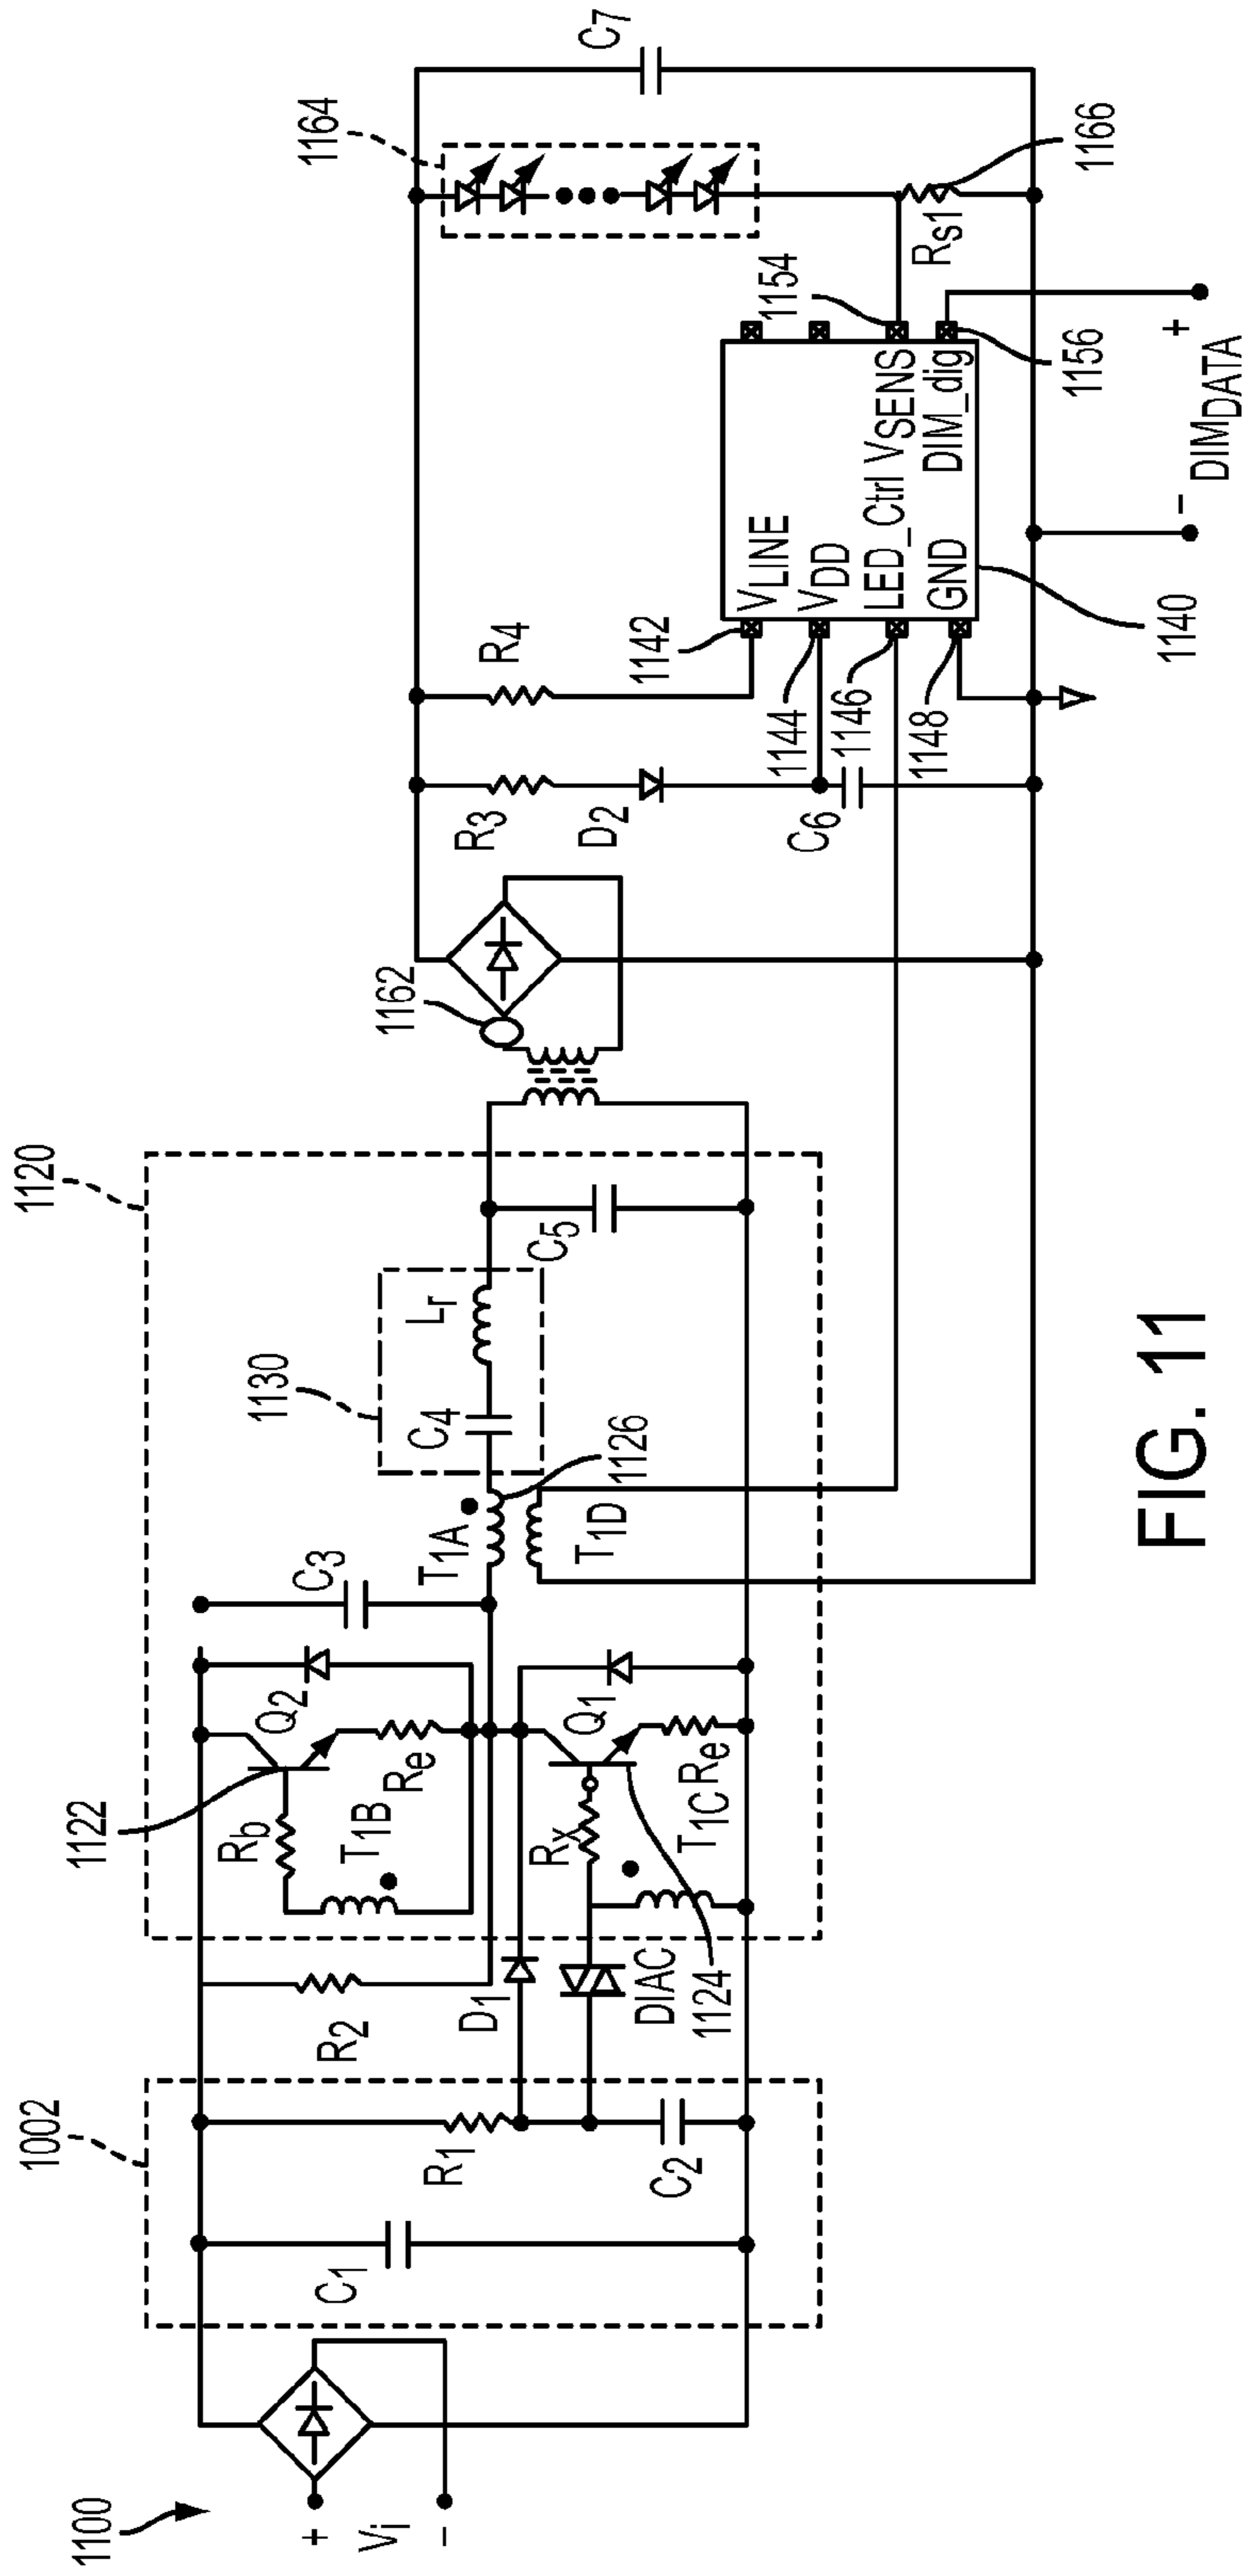 1100
+
Vi
-
1002
C1
R1
C2
R2
D1
DIAC
1124
1120
1122
Rb
T1B
Q2
Re
Rx
Q1
T1C
Re
C3
T1A
T1D
1126
1130
C4
Lr
C5
1162
R3
D2
C6
R4
1142
1144
1146
1148
VLINE
VDD
LED_Ctrl VSENS
GND DIM_dig
1140
1154
1156
1164
Rs1
1166
C7
- DIMDATA +
FIG. 11